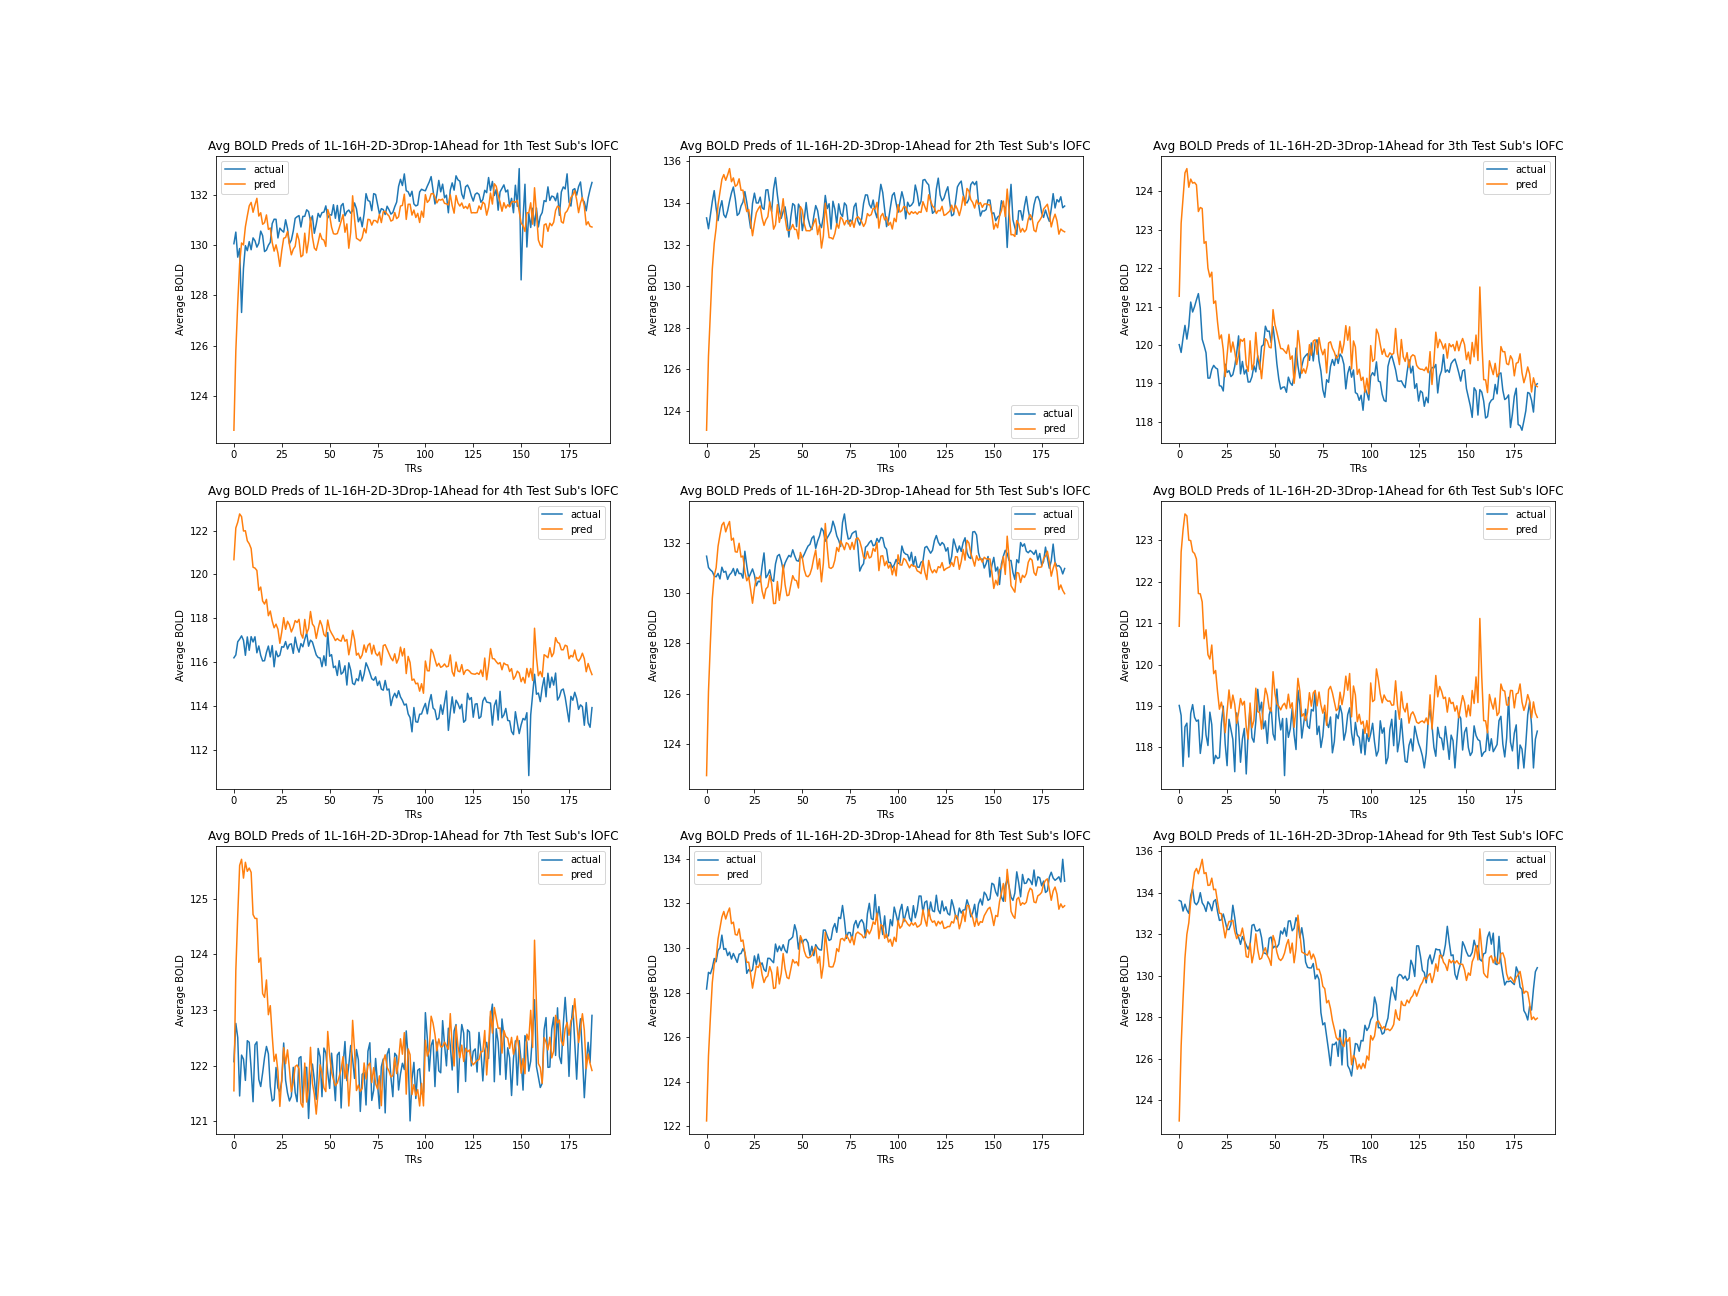 Avg BOLD Preds of 1L-16H-2D-3Drop-1Ahead for 1th Test Sub's lOFC
actual
pred
Average BOLD
132
130
128
126
124
0 25 50 75 100 125 150 175
TRs
Avg BOLD Preds of 1L-16H-2D-3Drop-1Ahead for 2th Test Sub's lOFC
Average BOLD
136
134
132
130
128
126
124
actual
pred
0 25 50 75 100 125 150 175
TRs
Avg BOLD Preds of 1L-16H-2D-3Drop-1Ahead for 3th Test Sub's lOFC
actual
pred
Average BOLD
124
123
122
121
120
119
118
0 25 50 75 100 125 150 175
TRs
Avg BOLD Preds of 1L-16H-2D-3Drop-1Ahead for 4th Test Sub's lOFC
actual
pred
Average BOLD
122
120
118
116
114
112
0 25 50 75 100 125 150 175
TRs
Avg BOLD Preds of 1L-16H-2D-3Drop-1Ahead for 5th Test Sub's lOFC
actual
pred
Average BOLD
132
130
128
126
124
0 25 50 75 100 125 150 175
TRs
Avg BOLD Preds of 1L-16H-2D-3Drop-1Ahead for 6th Test Sub's lOFC
actual
pred
Average BOLD
123
122
121
120
119
118
0 25 50 75 100 125 150 175
TRs
Avg BOLD Preds of 1L-16H-2D-3Drop-1Ahead for 7th Test Sub's lOFC
actual
pred
Average BOLD
125
124
123
122
121
0 25 50 75 100 125 150 175
TRs
Avg BOLD Preds of 1L-16H-2D-3Drop-1Ahead for 8th Test Sub's lOFC
actual
pred
Average BOLD
134
132
130
128
126
124
122
0 25 50 75 100 125 150 175
TRs
Avg BOLD Preds of 1L-16H-2D-3Drop-1Ahead for 9th Test Sub's lOFC
actual
pred
Average BOLD
136
134
132
130
128
126
124
0 25 50 75 100 125 150 175
TRs